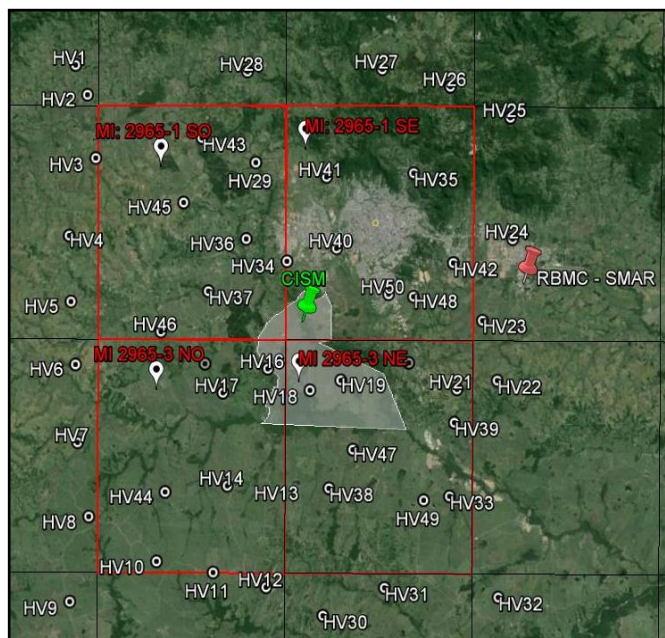 HV1
HV28
HV27
HV26
HV2
HV25
MI: 2965-1 SO
MI: 2965-1 SE
HV43
HV3
HV29
HV41
HV35
HV45
HV4
HV36
HV40
HV24
HV34
HV42
CISM
RBMC - SMAR
HV5
HV37
HV50
HV48
HV46
HV23
MI 2965-3 NO
MI 2965-3 NE
HV6
HV16
HV17
HV18
HV19
HV21
HV22
HV7
HV39
HV47
HV14
HV44
HV13
HV38
HV33
HV49
HV8
HV10
HV11
HV12
HV9
HV31
HV30
HV32